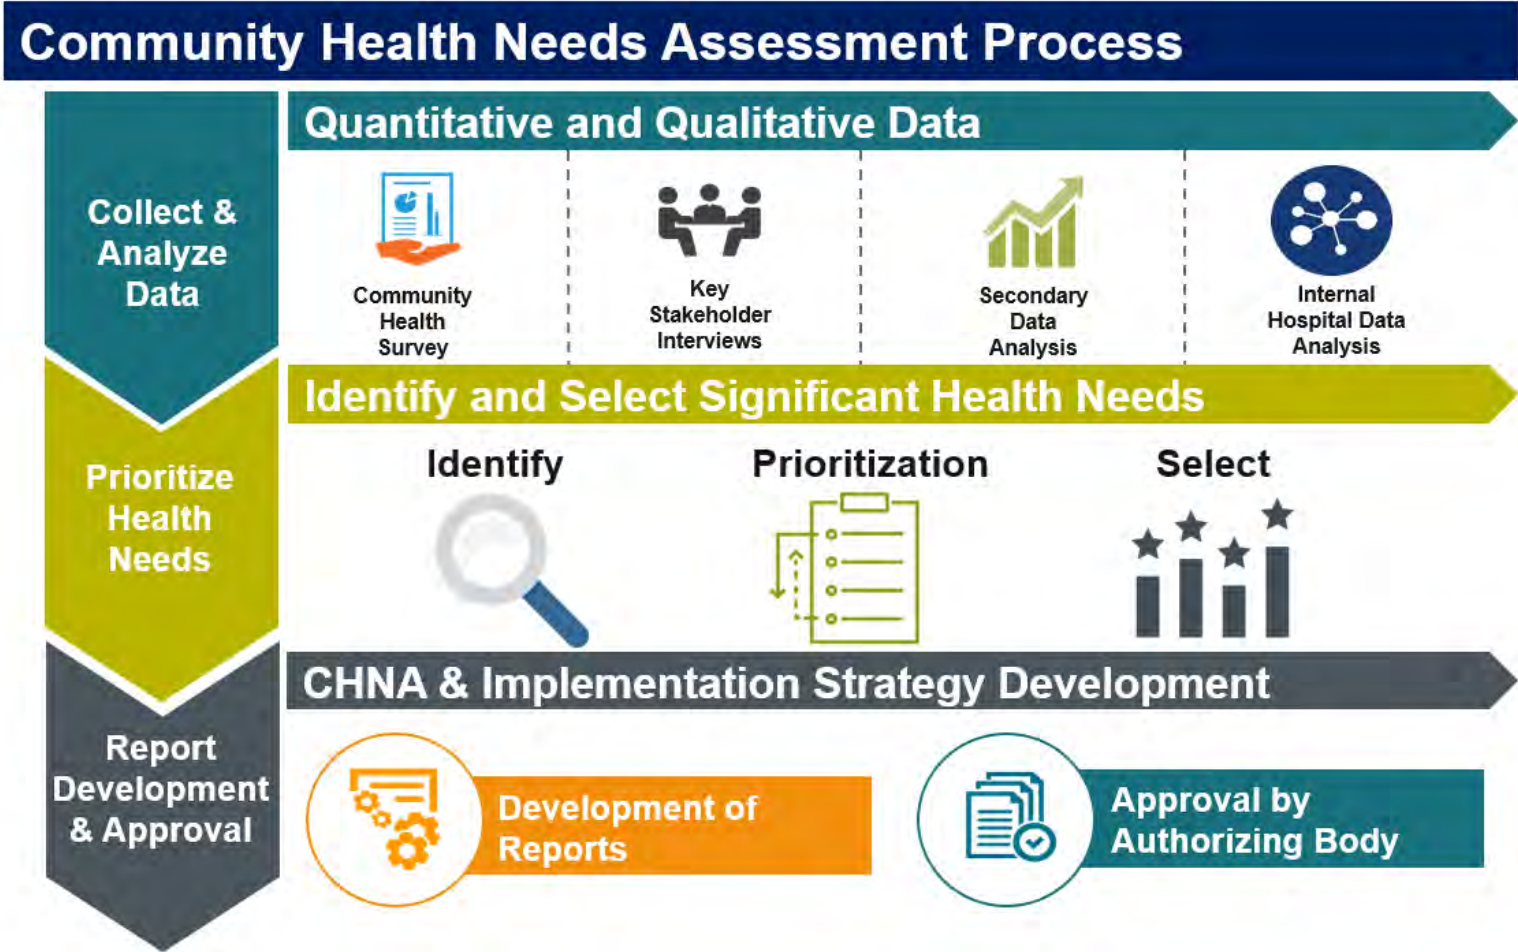 Community Health Needs Assessment Process
Collect &
Analyze
Data
Quantitative and Qualitative Data
Community
Health
Survey
Key
Stakeholder
Interviews
Secondary
Data
Analysis
Internal
Hospital Data
Analysis
Prioritize
Health
Needs
Identify and Select Significant Health Needs
Identify
Prioritization
Select
Report
Development
& Approval
CHNA & Implementation Strategy Development
Development of
Reports
Approval by
Authorizing Body